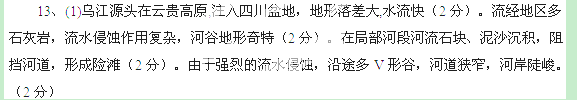 13、(1)乌江源头在云贵高原,注入四川盆地，地形落差大,水流快（2 分）。流经地区多
石灰岩，流水侵蚀作用复杂，河谷地形奇特（2 分）。在局部河段河流石块、泥沙沉积，阻
挡河道，形成险滩（2 分）。由于强烈的流水侵蚀，沿途多 V 形谷，河道狭窄，河岸陡峻。
（2 分）